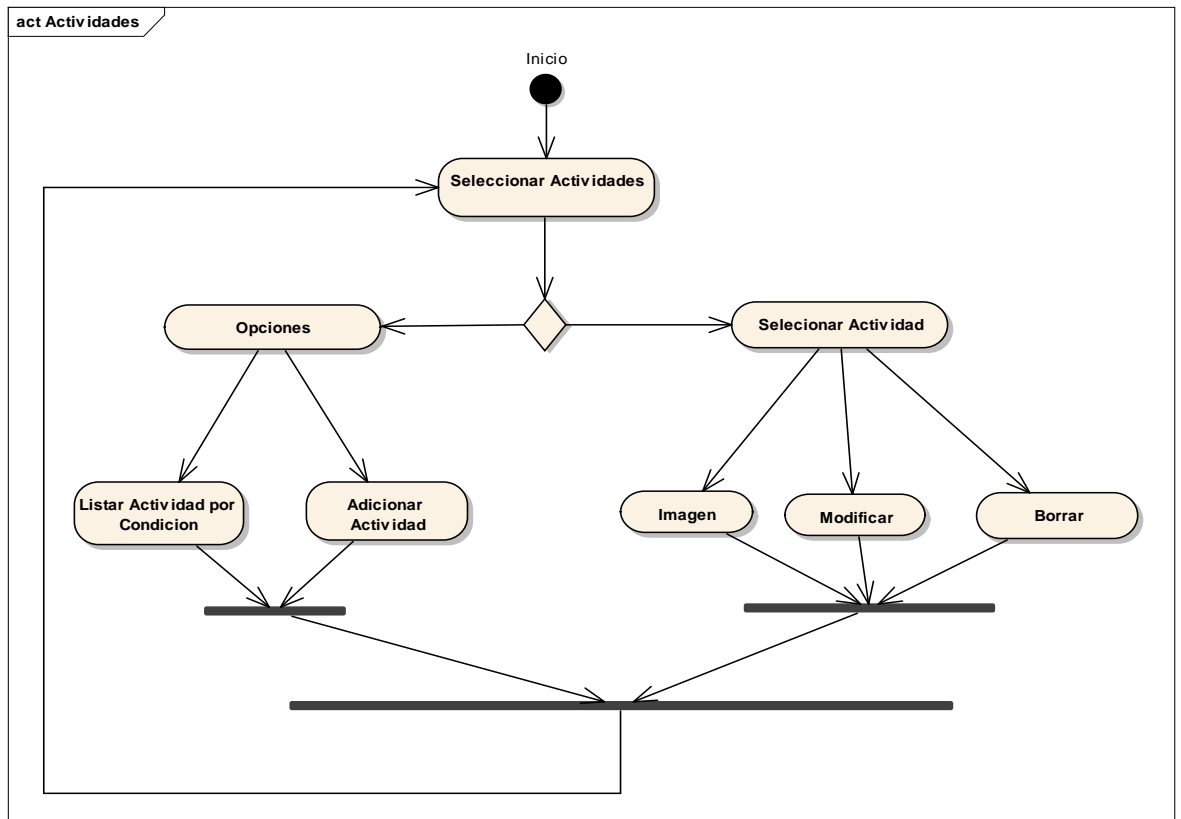 act Actividades
Inicio
Seleccionar Actividades
Opciones
Selecionar Actividad
Listar Actividad por
Condicion
Adicionar
Actividad
Imagen
Modificar
Borrar